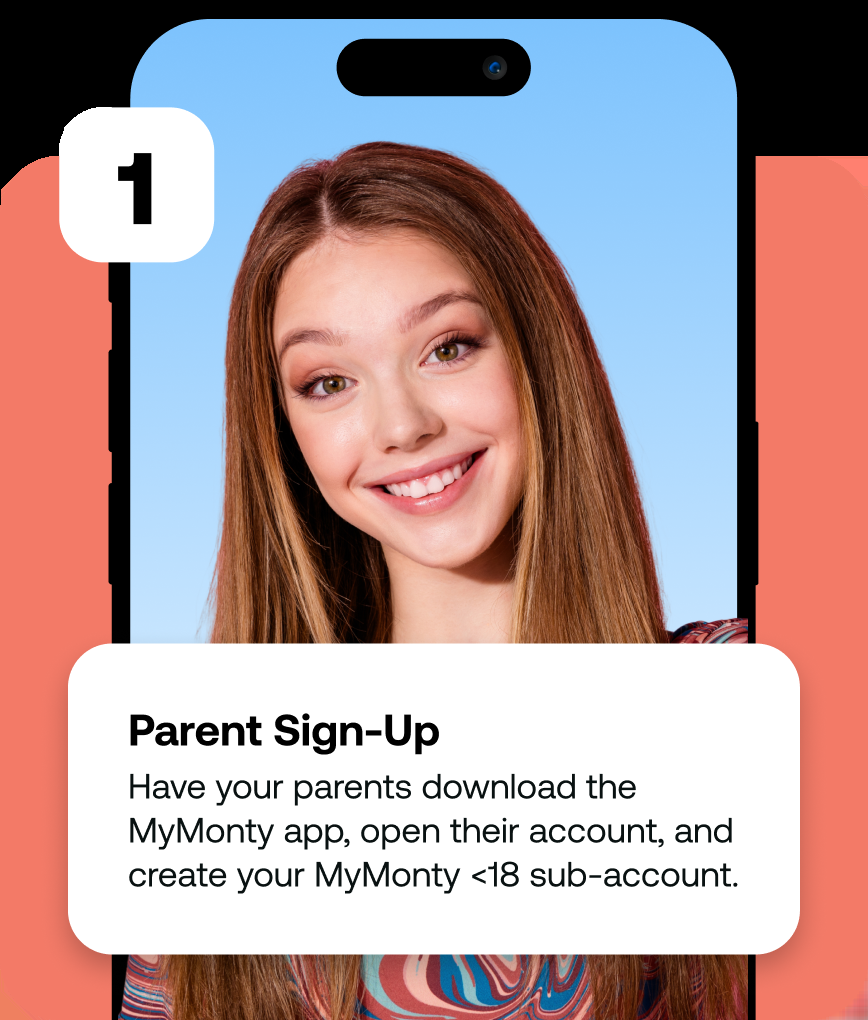 1
Parent Sign-Up
Have your parents download the
MyMonty app, open their account, and
create your MyMonty <18 sub-account.